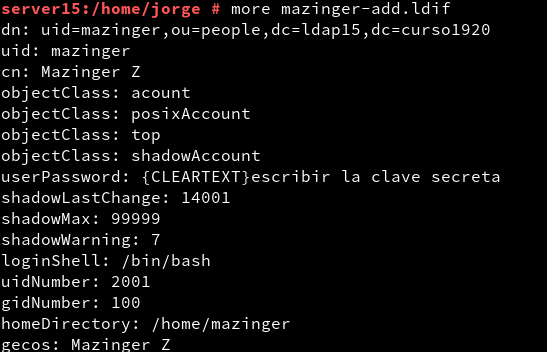 server15:/home/jorge # more mazinger-add.ldif
dn: uid=mazinger,ou=people,dc=ldap15,dc=curso1920
uid: mazinger
cn: Mazinger Z
objectClass: acount
objectClass: posixAccount
objectClass: top
objectClass: shadowAccount
userPassword: {CLEARTEXT}escribir la clave secreta
shadowLastChange: 14001
shadowMax: 99999
shadowWarning: 7
loginShell: /bin/bash
uidNumber: 2001
gidNumber: 100
homeDirectory: /home/mazinger
gecos: Mazinger Z